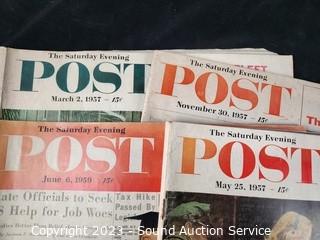 The Saturday Evening
POST
March 2, 1957 – 15¢
The Saturday Evening
POST
November 30, 1957 – 15¢
The Saturday Evening
POST
June 6, 1959 – 15¢
ate Officials to Seek
s Help for Job Woes
Tax Hike
Passed By
The Saturday Evening
POST
May 25, 1957 – 15¢
Copyright 2023 - Sound Auction Service